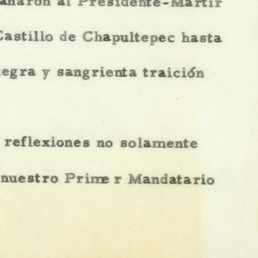 al Presidente-Martir
Castillo de Chapultepec hasta
negra y sangrienta traición
reflexiones no solamente
nuestro Prime r Mandatario